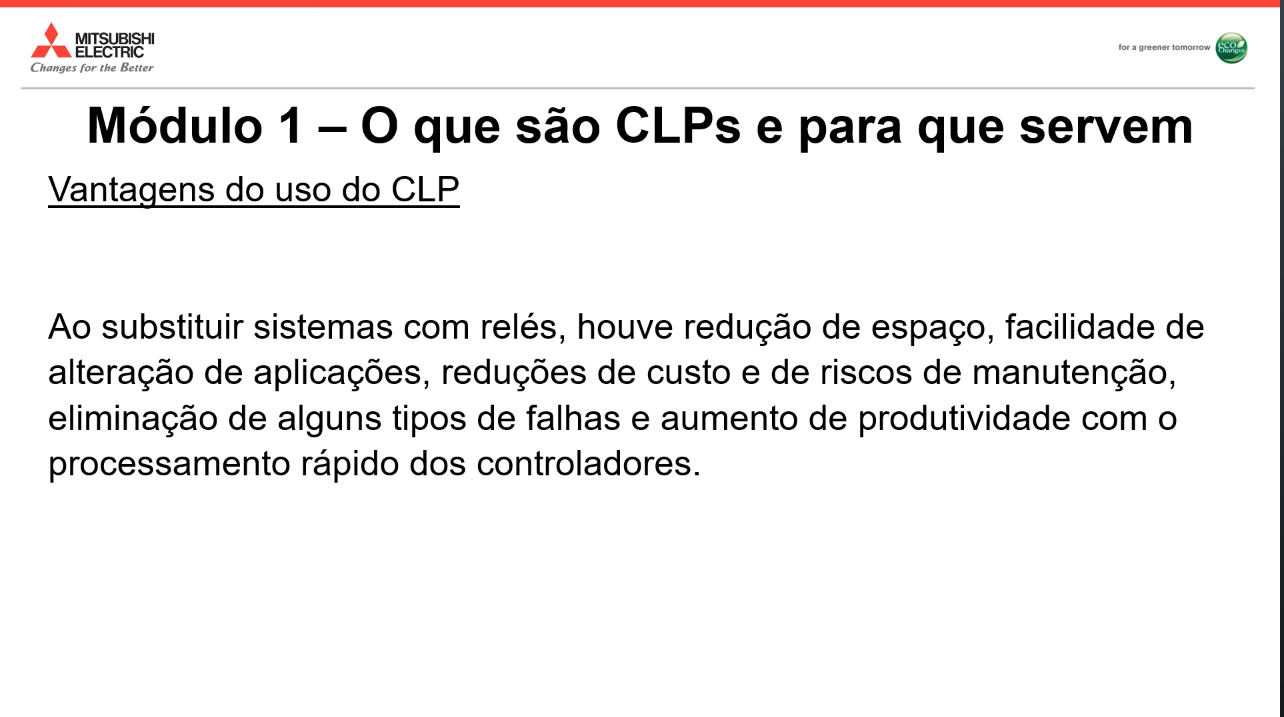 MITSUBISHI
ELECTRIC
Changes for the Better
for a greener tomorrow
eco
Changes
Módulo 1 – O que são CLPs e para que servem
Vantagens do uso do CLP
Ao substituir sistemas com relés, houve redução de espaço, facilidade de
alteração de aplicações, reduções de custo e de riscos de manutenção,
eliminação de alguns tipos de falhas e aumento de produtividade com o
processamento rápido dos controladores.